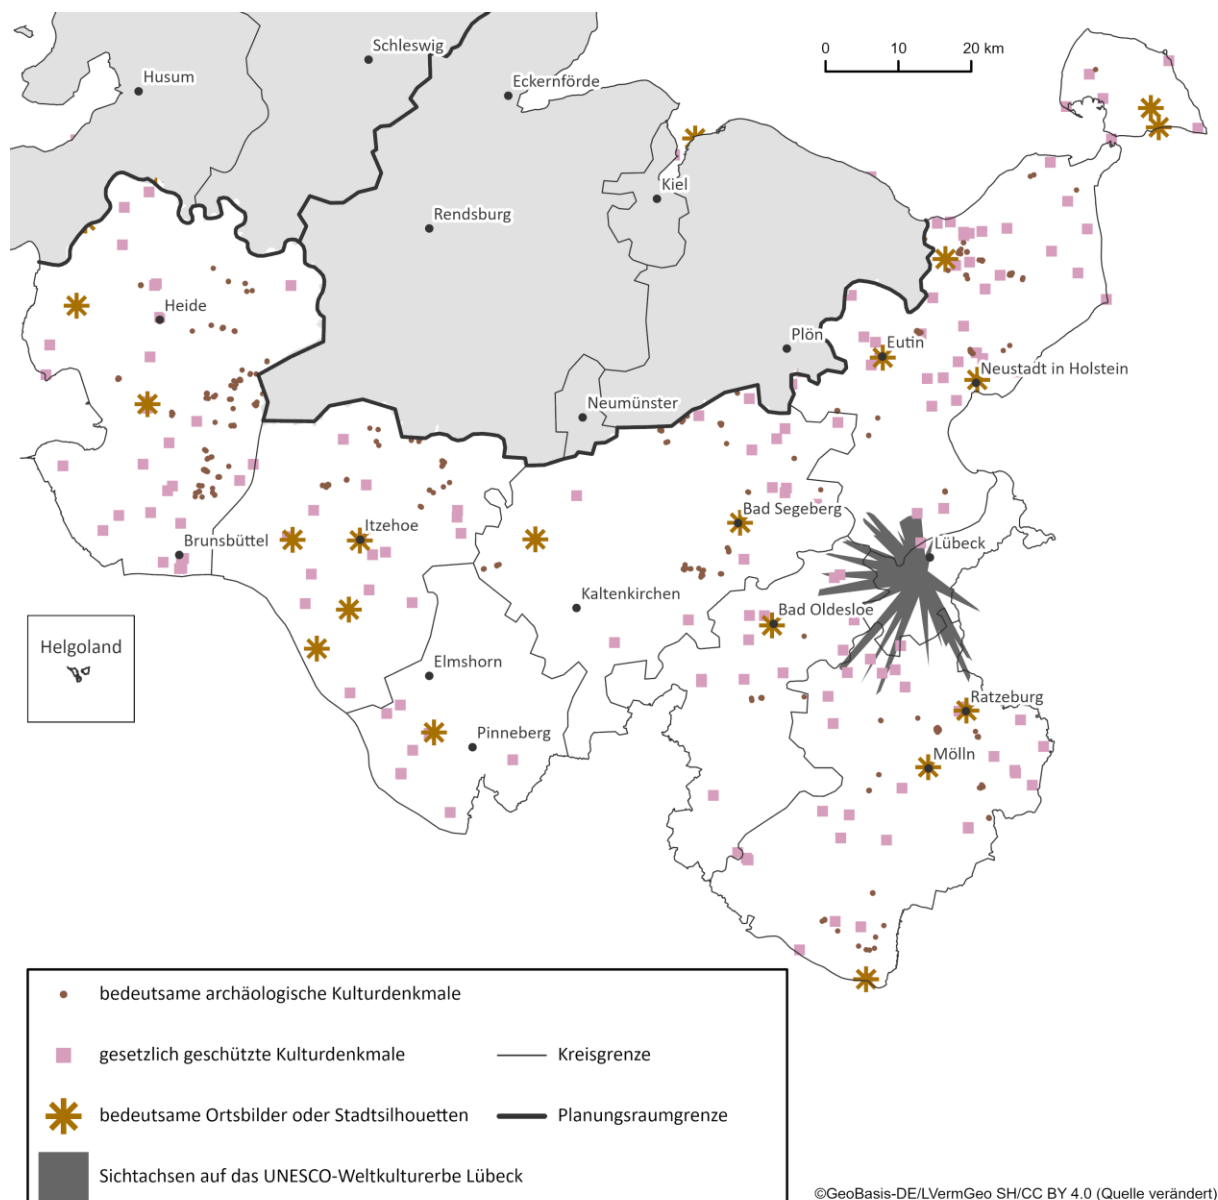 Schleswig
0 10 20 km
Husum
Eckernförde
Kiel
Rendsburg
Heide
Plön
Eutin
Neustadt in Holstein
Neumünster
Bad Segeberg
Itzehoe
Brunsbüttel
Lübeck
Kaltenkirchen
Bad Oldesloe
Helgoland
Elmshorn
Ratzeburg
Pinneberg
Mölln
bedeutsame archäologische Kulturdenkmale
gesetzlich geschützte Kulturdenkmale
Kreisgrenze
bedeutsame Ortsbilder oder Stadtsilhouetten
Planungsraumgrenze
Sichtachsen auf das UNESCO-Weltkulturerbe Lübeck
©GeoBasis-DE/LVermGeo SH/CC BY 4.0 (Quelle verändert)